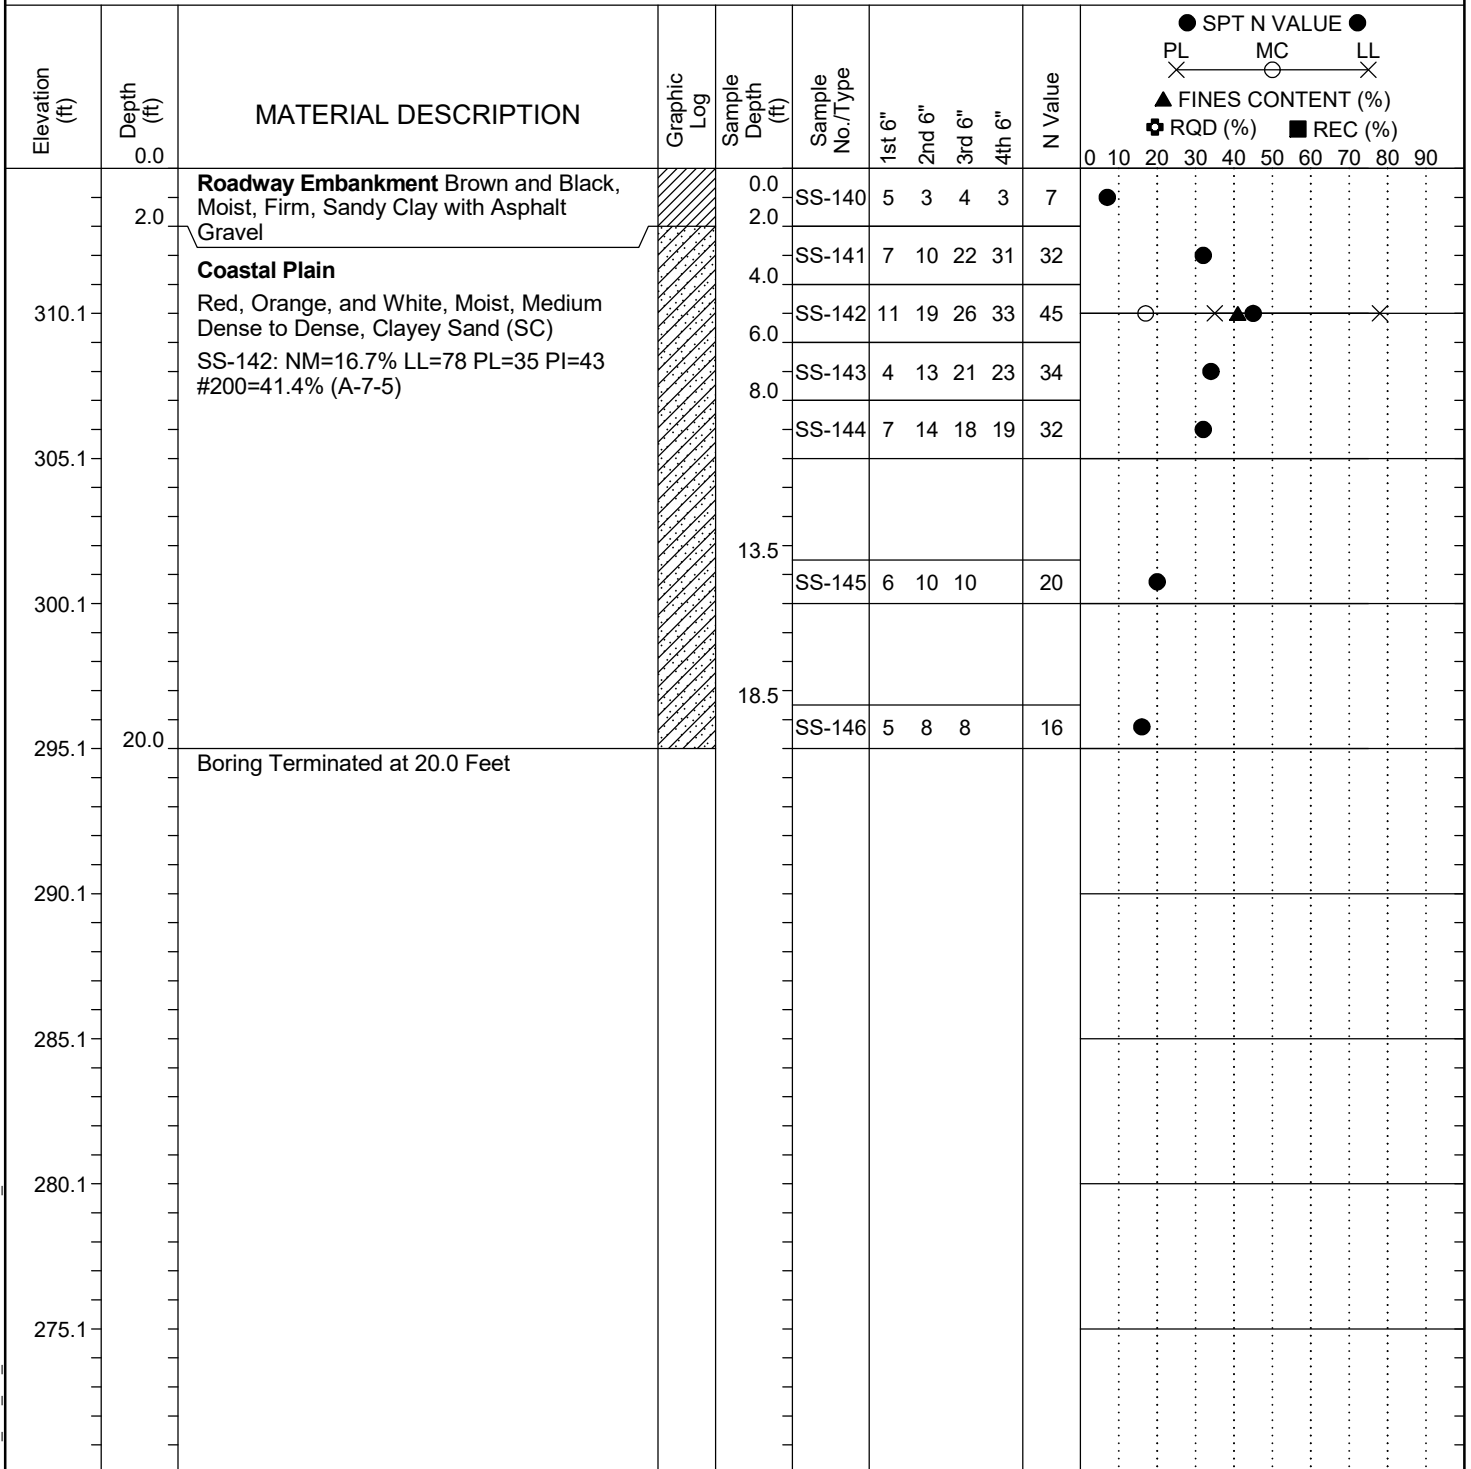 Elevation (ft)
Depth (ft)
0.0
MATERIAL DESCRIPTION
Graphic Log
Sample Depth (ft)
Sample No./Type
1st 6"
2nd 6"
3rd 6"
4th 6"
N Value
● SPT N VALUE ●
PL MC LL
▲ FINES CONTENT (%)
RQD (%) ■ REC (%)
0 10 20 30 40 50 60 70 80 90
Roadway Embankment Brown and Black,
Moist, Firm, Sandy Clay with Asphalt
Gravel
2.0
0.0
SS-140 5 3 4 3 7
2.0
Coastal Plain
SS-141 7 10 22 31 32
4.0
Red, Orange, and White, Moist, Medium
Dense to Dense, Clayey Sand (SC)
310.1
SS-142 11 19 26 33 45
6.0
SS-142: NM=16.7% LL=78 PL=35 PI=43
#200=41.4% (A-7-5)
SS-143 4 13 21 23 34
8.0
SS-144 7 14 18 19 32
305.1
13.5
SS-145 6 10 10 20
300.1
18.5
SS-146 5 8 8 16
295.1
20.0
Boring Terminated at 20.0 Feet
290.1
285.1
280.1
275.1